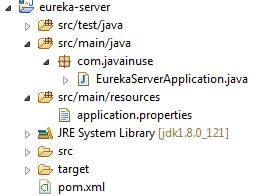 eureka-server
src/test/java
src/main/java
com.javainuse
EurekaServerApplication.java
src/main/resources
application.properties
JRE System Library [jdk1.8.0_121]
src
target
pom.xml